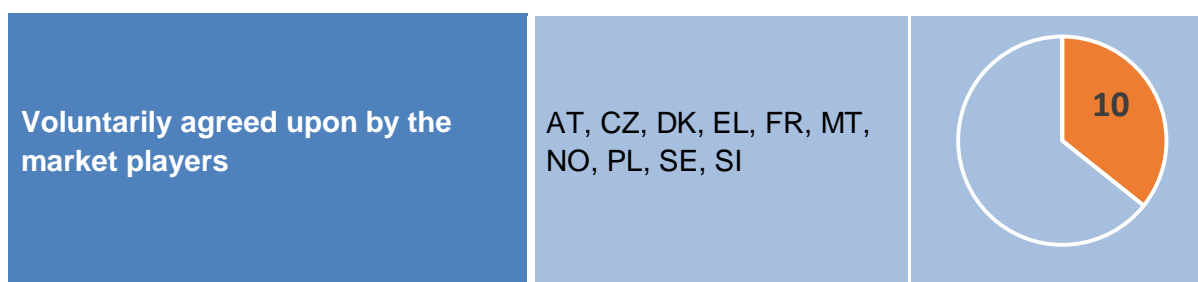 Voluntarily agreed upon by the
market players
AT, CZ, DK, EL, FR, MT,
NO, PL, SE, SI
10